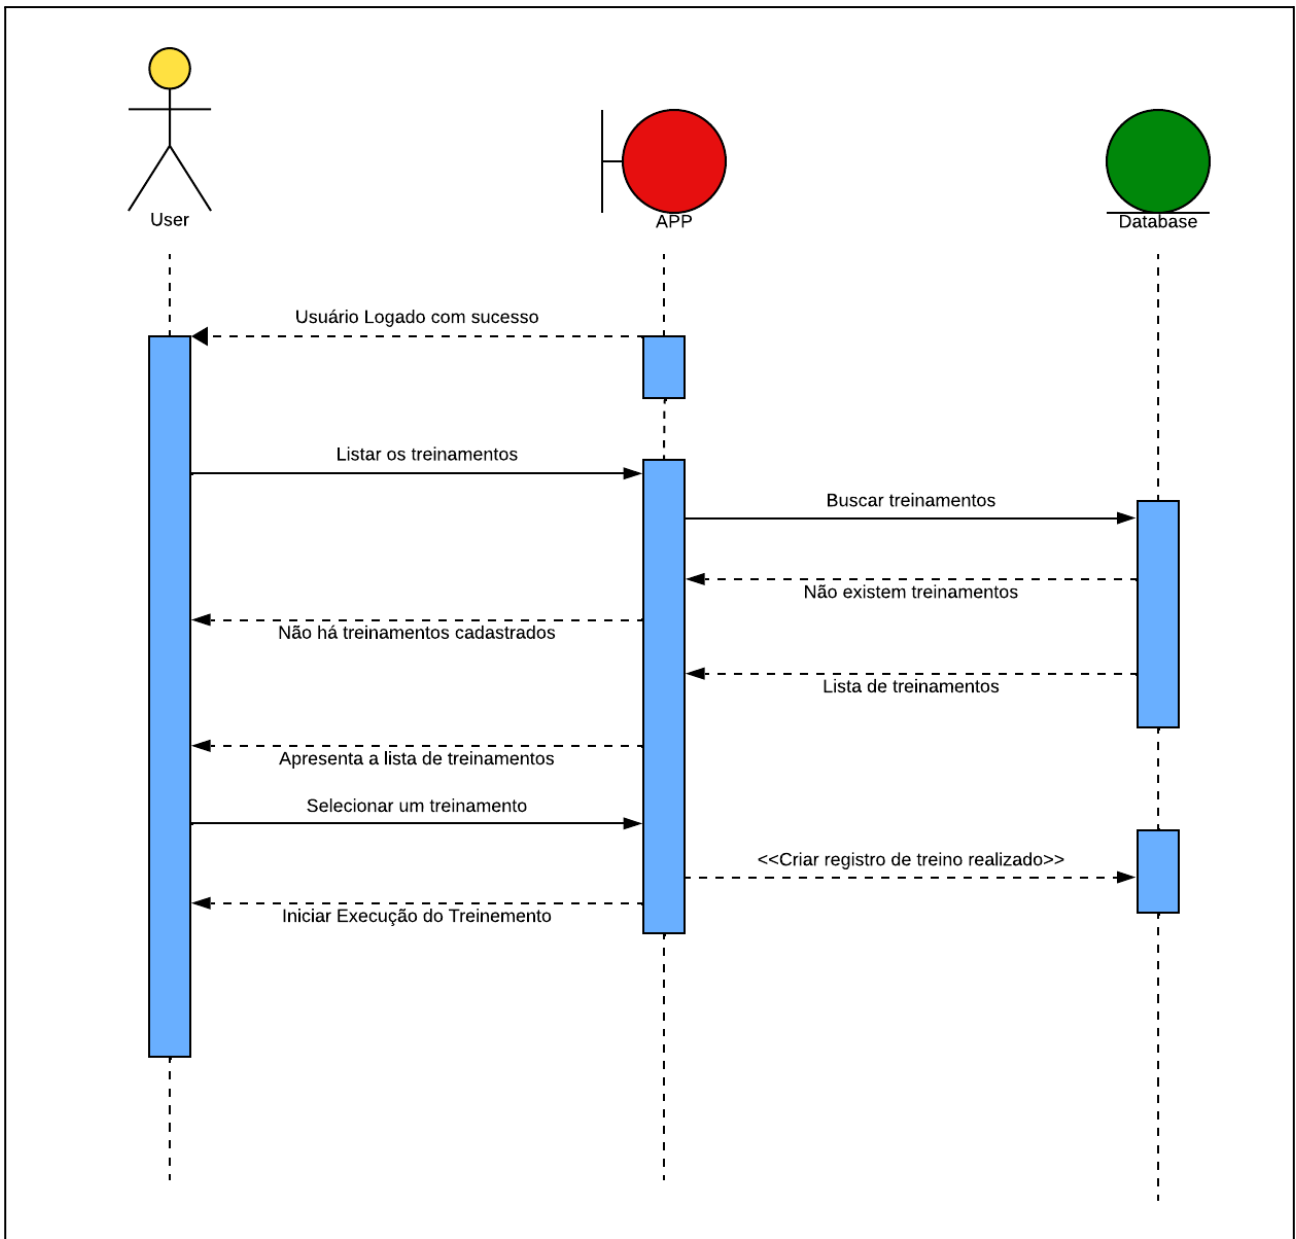 User
APP
Database
Usuário Logado com sucesso
Listar os treinamentos
Buscar treinamentos
Não existem treinamentos
Não há treinamentos cadastrados
Lista de treinamentos
Apresenta a lista de treinamentos
Selecionar um treinamento
<<Criar registro de treino realizado>>
Iniciar Execução do Treinemento